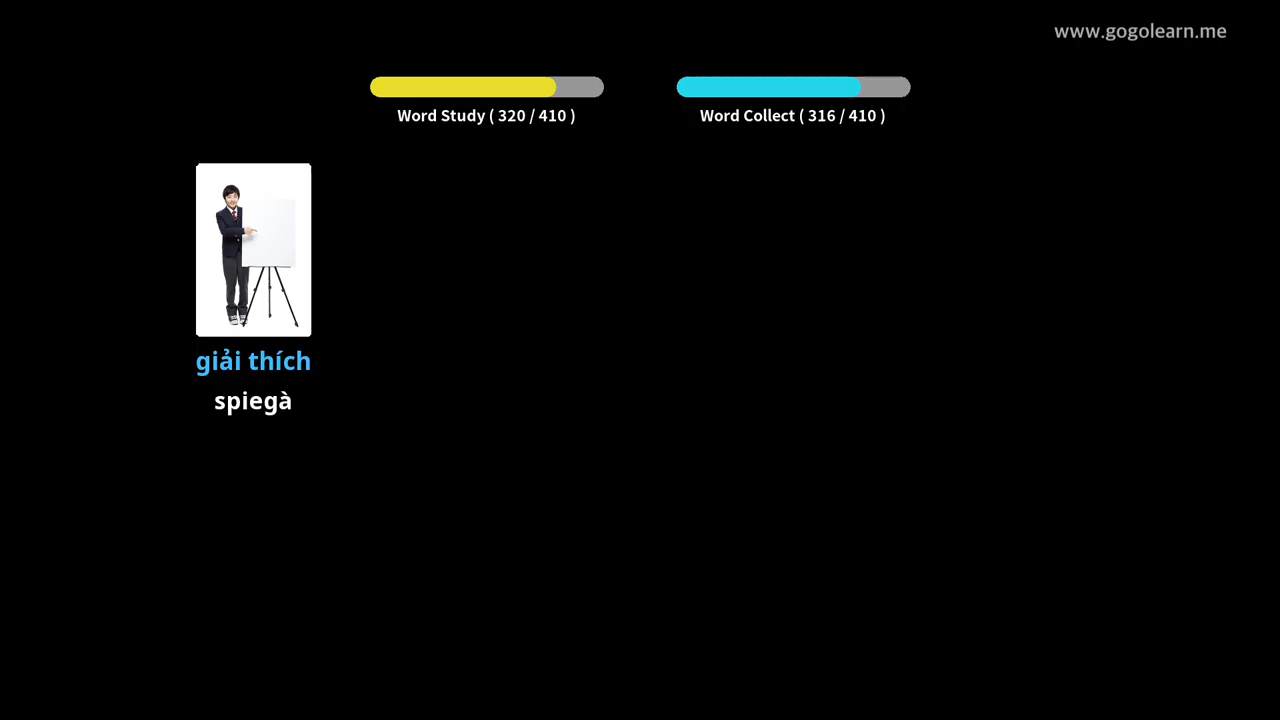 www.gogolearn.me
Word Study ( 320 / 410 )
Word Collect ( 316 / 410 )
giải thích
spiegà